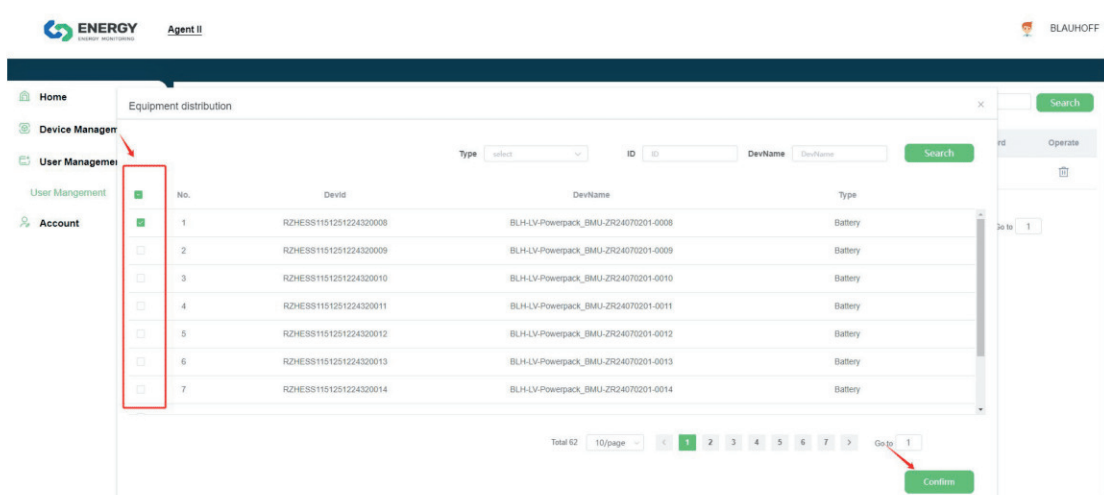 ENERGY
ENERGY MONITORING
Agent II
BLAUHOFF
Home
Device Managem
User Managemen
User Mangement
Account
Equipment distribution
×
Search
Type select ID ID DevName DevName Search
rd Operate
No. DevId DevName Type
1 RZHESS1151251224320008 BLH-LV-Powerpack_BMU-ZR24070201-0008 Battery
2 RZHESS1151251224320009 BLH-LV-Powerpack_BMU-ZR24070201-0009 Battery
3 RZHESS1151251224320010 BLH-LV-Powerpack_BMU-ZR24070201-0010 Battery
4 RZHESS1151251224320011 BLH-LV-Powerpack_BMU-ZR24070201-0011 Battery
5 RZHESS1151251224320012 BLH-LV-Powerpack_BMU-ZR24070201-0012 Battery
6 RZHESS1151251224320013 BLH-LV-Powerpack_BMU-ZR24070201-0013 Battery
7 RZHESS1151251224320014 BLH-LV-Powerpack_BMU-ZR24070201-0014 Battery
Go to 1
Total 62 10/page < 1 2 3 4 5 6 7 > Go to 1
Confirm